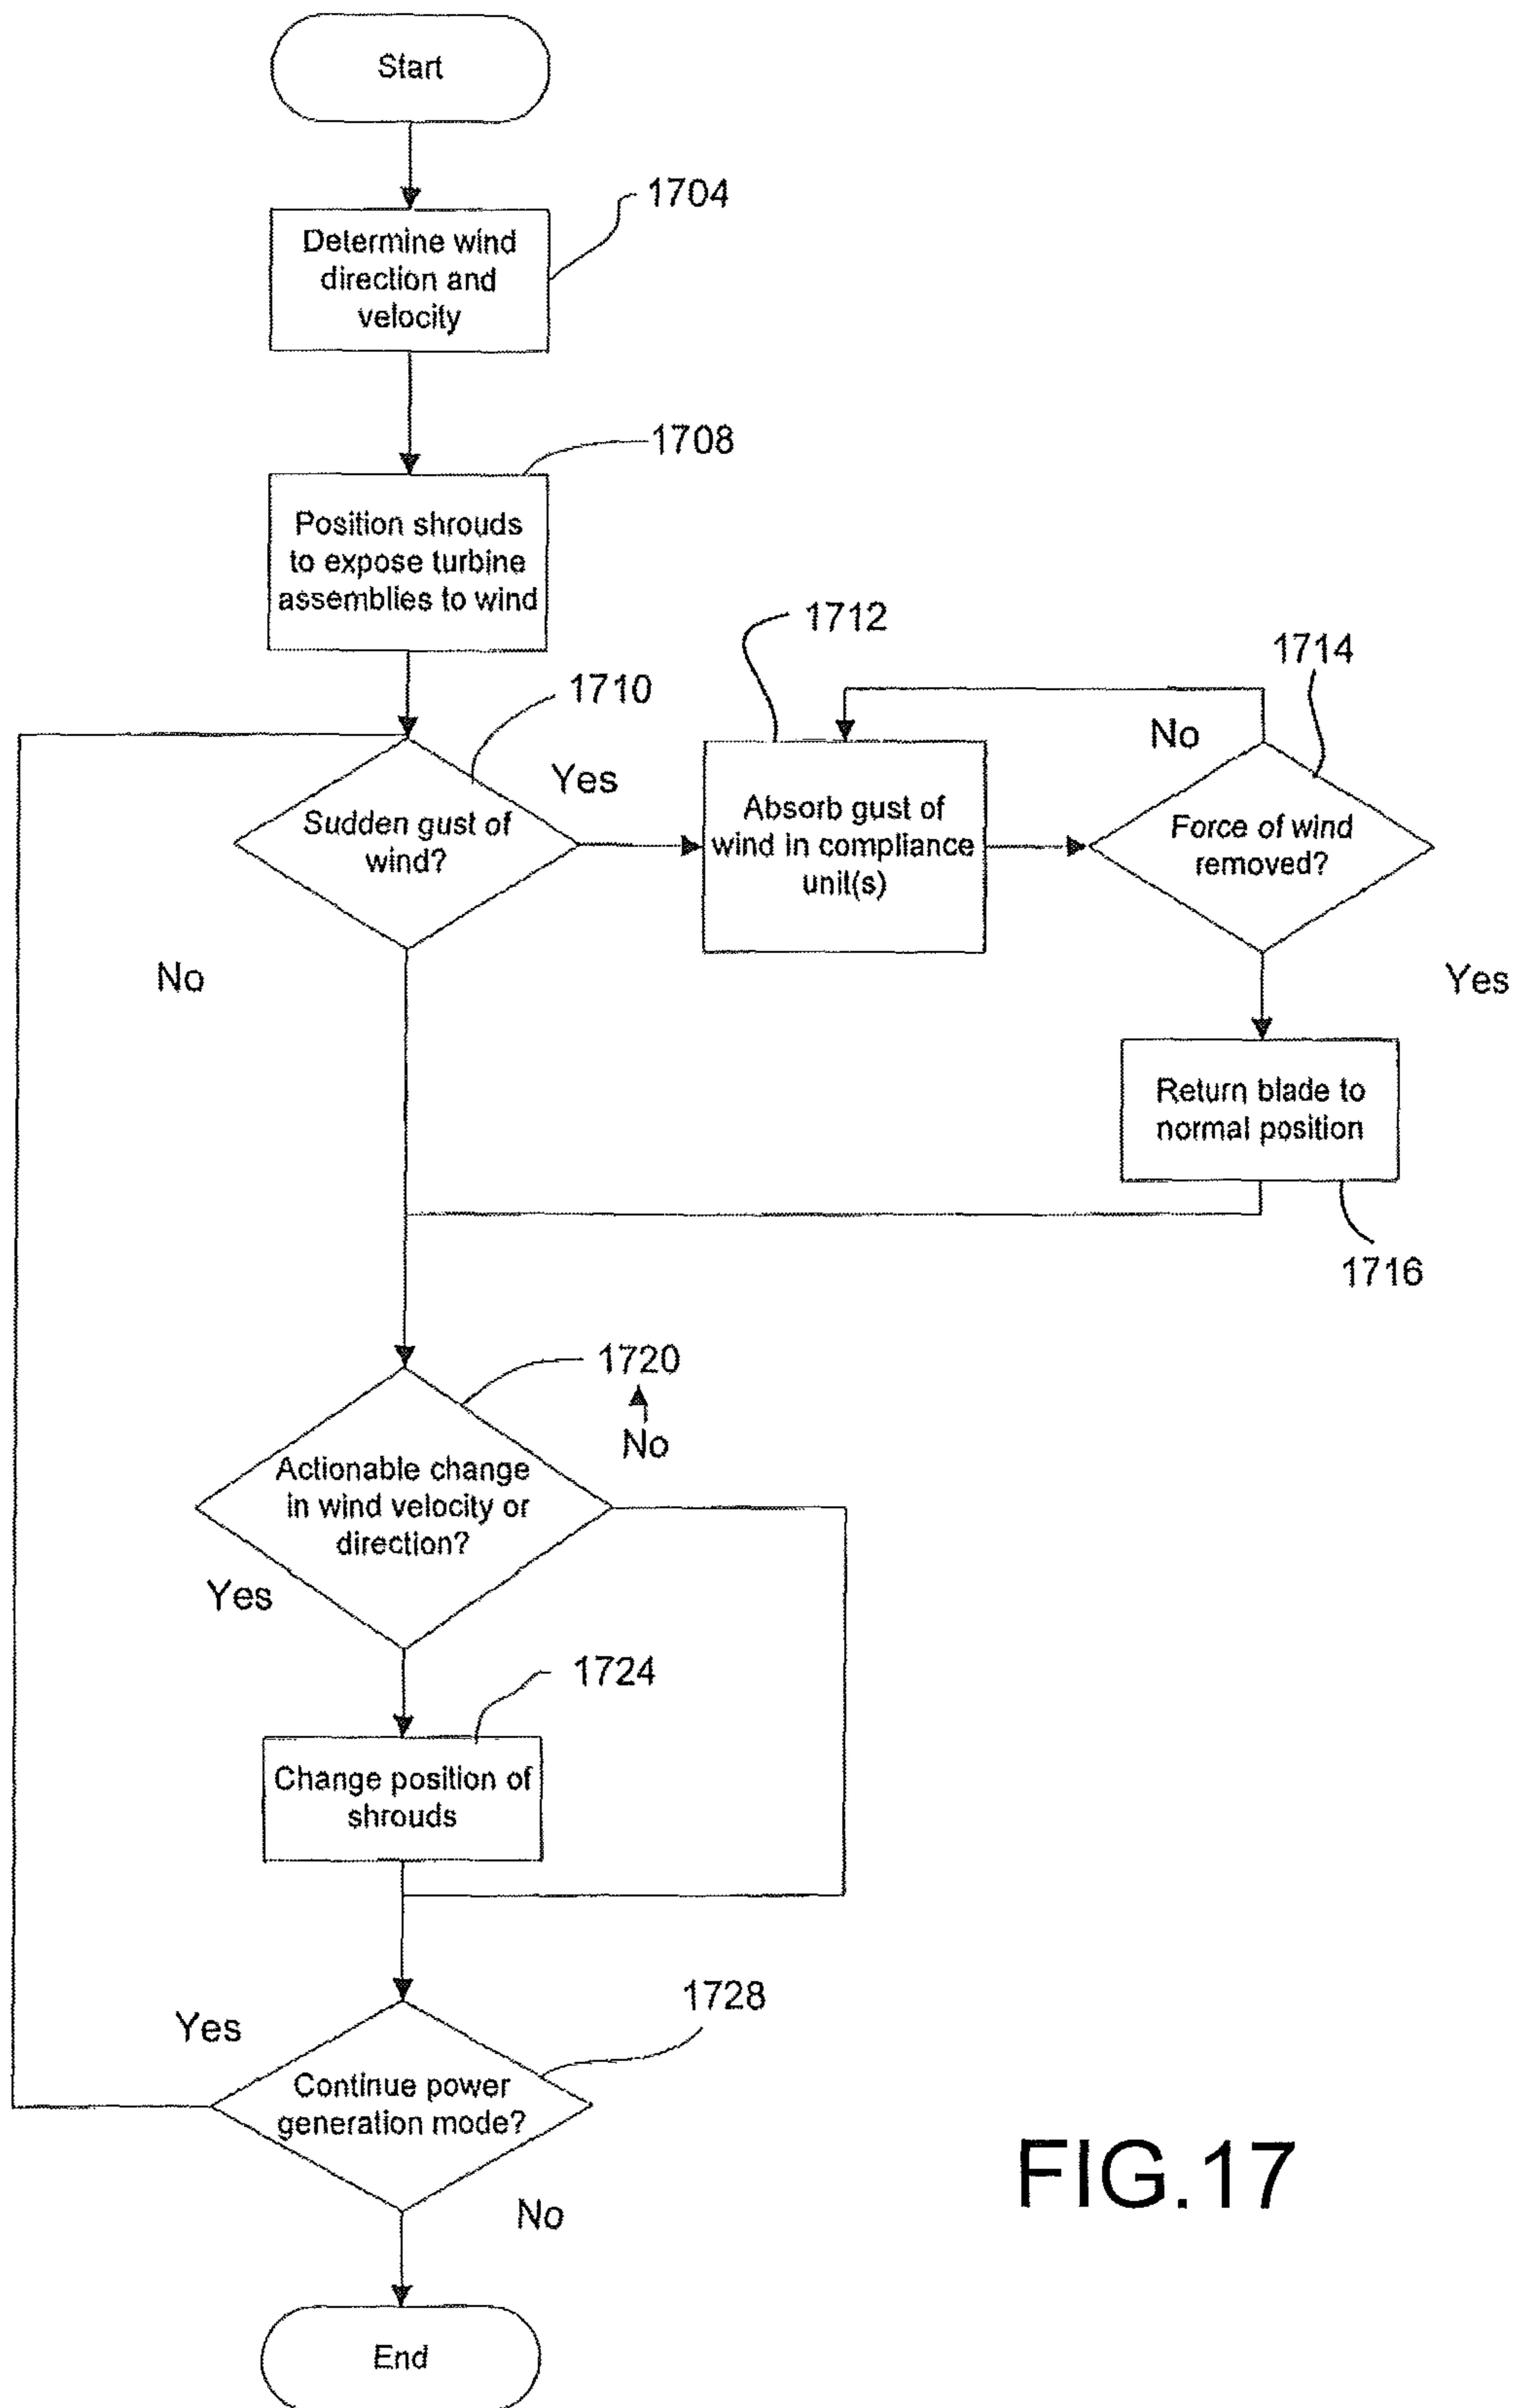 Start
1704
Determine wind
direction and
velocity
1708
Position shrouds
to expose turbine
assemblies to wind
1710
Sudden gust of
wind?
Yes
No
1712
Absorb gust of
wind in compliance
unit(s)
1714
No
Force of wind
removed?
Yes
Return blade to
normal position
1716
1720
No
Actionable change
in wind velocity or
direction?
Yes
1724
Change position of
shrouds
1728
Yes
Continue power
generation mode?
No
End
FIG.17